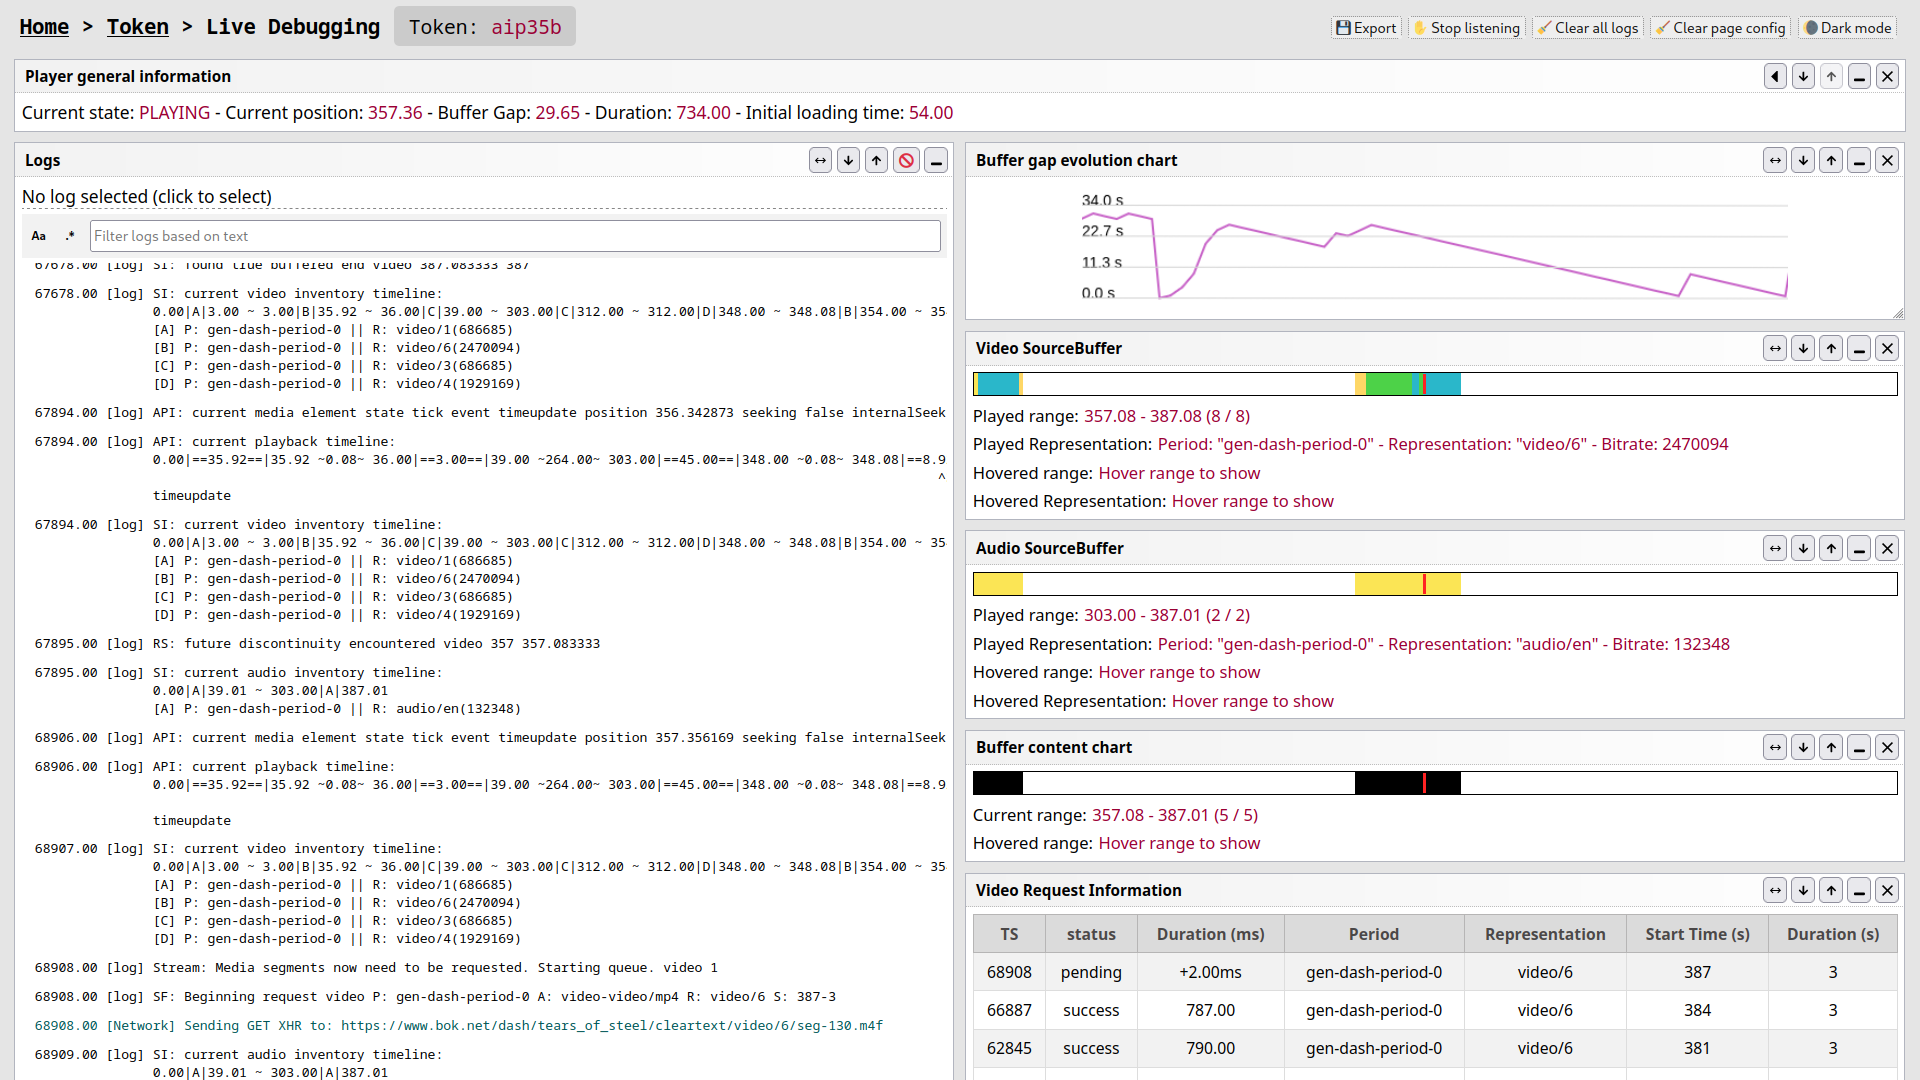 Home > Token > Live Debugging Token: aip35b
Export Stop listening Clear all logs Clear page config Dark mode
Player general information
Current state: PLAYING - Current position: 357.36 - Buffer Gap: 29.65 - Duration: 734.00 - Initial loading time: 54.00
Logs
No log selected (click to select)
Aa .* Filter logs based on text
67678.00 [log] SI: found true buffered end video 387.083333 387
67678.00 [log] SI: current video inventory timeline:
0.00|A|3.00 ~ 3.00|B|35.92 ~ 36.00|C|39.00 ~ 303.00|C|312.00 ~ 312.00|D|348.00 ~ 348.08|B|354.00 ~ 35
[A] P: gen-dash-period-0 || R: video/1(686685)
[B] P: gen-dash-period-0 || R: video/6(2470094)
[C] P: gen-dash-period-0 || R: video/3(686685)
[D] P: gen-dash-period-0 || R: video/4(1929169)
67894.00 [log] API: current media element state tick event timeupdate position 356.342873 seeking false internalSeek
67894.00 [log] API: current playback timeline:
0.00|==35.92==|35.92 ~0.08~ 36.00|==3.00==|39.00 ~264.00~ 303.00|==45.00==|348.00 ~0.08~ 348.08|==8.9
^
timeupdate
67894.00 [log] SI: current video inventory timeline:
0.00|A|3.00 ~ 3.00|B|35.92 ~ 36.00|C|39.00 ~ 303.00|C|312.00 ~ 312.00|D|348.00 ~ 348.08|B|354.00 ~ 35
[A] P: gen-dash-period-0 || R: video/1(686685)
[B] P: gen-dash-period-0 || R: video/6(2470094)
[C] P: gen-dash-period-0 || R: video/3(686685)
[D] P: gen-dash-period-0 || R: video/4(1929169)
67895.00 [log] RS: future discontinuity encountered video 357 357.083333
67895.00 [log] SI: current audio inventory timeline:
0.00|A|39.01 ~ 303.00|A|387.01
[A] P: gen-dash-period-0 || R: audio/en(132348)
68906.00 [log] API: current media element state tick event timeupdate position 357.356169 seeking false internalSeek
68906.00 [log] API: current playback timeline:
0.00|==35.92==|35.92 ~0.08~ 36.00|==3.00==|39.00 ~264.00~ 303.00|==45.00==|348.00 ~0.08~ 348.08|==8.9
timeupdate
68907.00 [log] SI: current video inventory timeline:
0.00|A|3.00 ~ 3.00|B|35.92 ~ 36.00|C|39.00 ~ 303.00|C|312.00 ~ 312.00|D|348.00 ~ 348.08|B|354.00 ~ 35
[A] P: gen-dash-period-0 || R: video/1(686685)
[B] P: gen-dash-period-0 || R: video/6(2470094)
[C] P: gen-dash-period-0 || R: video/3(686685)
[D] P: gen-dash-period-0 || R: video/4(1929169)
68908.00 [log] Stream: Media segments now need to be requested. Starting queue. video 1
68908.00 [log] SF: Beginning request video P: gen-dash-period-0 A: video-video/mp4 R: video/6 S: 387-3
68908.00 [Network] Sending GET XHR to: https://www.bok.net/dash/tears_of_steel/cleartext/video/6/seg-130.m4f
68909.00 [log] SI: current audio inventory timeline:
0.00|A|39.01 ~ 303.00|A|387.01
Buffer gap evolution chart
34.0 s
22.7 s
11.3 s
0.0 s
Video SourceBuffer
Played range: 357.08 - 387.08 (8 / 8)
Played Representation: Period: "gen-dash-period-0" - Representation: "video/6" - Bitrate: 2470094
Hovered range: Hover range to show
Hovered Representation: Hover range to show
Audio SourceBuffer
Played range: 303.00 - 387.01 (2 / 2)
Played Representation: Period: "gen-dash-period-0" - Representation: "audio/en" - Bitrate: 132348
Hovered range: Hover range to show
Hovered Representation: Hover range to show
Buffer content chart
Current range: 357.08 - 387.01 (5 / 5)
Hovered range: Hover range to show
Video Request Information
TS status Duration (ms) Period Representation Start Time (s) Duration (s)
68908 pending +2.00ms gen-dash-period-0 video/6 387 3
66887 success 787.00 gen-dash-period-0 video/6 384 3
62845 success 790.00 gen-dash-period-0 video/6 381 3